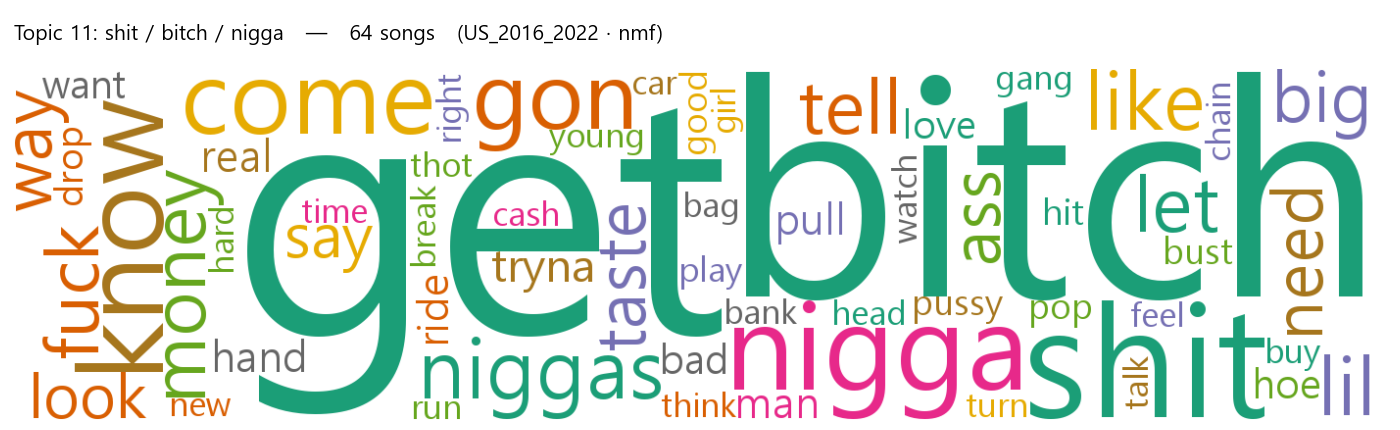 Topic 11: shit / bitch / nigga — 64 songs (US_2016_2022 · nmf)
want
come
right
gon
car
good
girl
tell
love
gang
like
chain
big
way
drop
know
real
young
thot
get
bitch
money
hard
time
say
break
cash
tryna
taste
bag
pull
play
watch
ass
hit
let
bust
need
fuck
ride
bank
head
pussy
pop
feel
hand
niggas
bad
nigga
shit
talk
buy
hoe
lil
look
new
run
think
man
turn